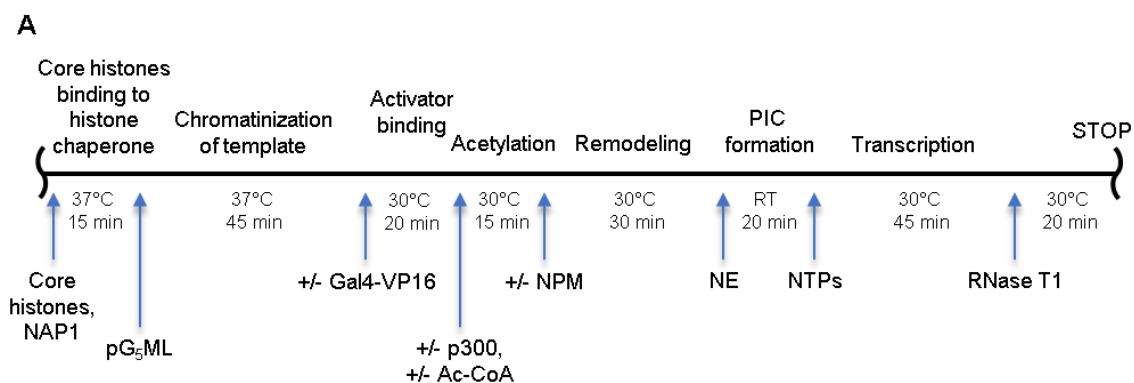 A
Core histones
binding to
histone
chaperone
Chromatinization
of template
Activator
binding
Acetylation
Remodeling
PIC
formation
Transcription
STOP
37°C
15 min
37°C
45 min
30°C
20 min
30°C
15 min
30°C
30 min
RT
20 min
30°C
45 min
30°C
20 min
Core
histones,
NAP1
pG₅ML
+/- Gal4-VP16
+/- p300,
+/- Ac-CoA
+/- NPM
NE
NTPs
RNase T1